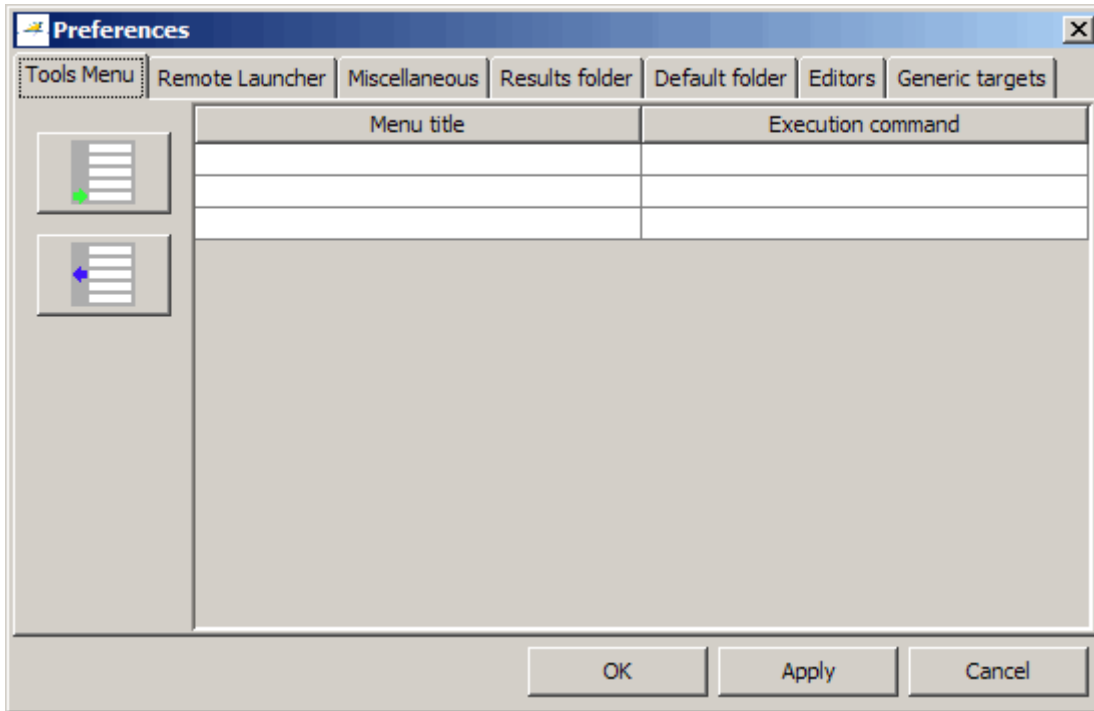 Preferences
Tools Menu Remote Launcher Miscellaneous Results folder Default folder Editors Generic targets
Menu title Execution command
OK Apply Cancel